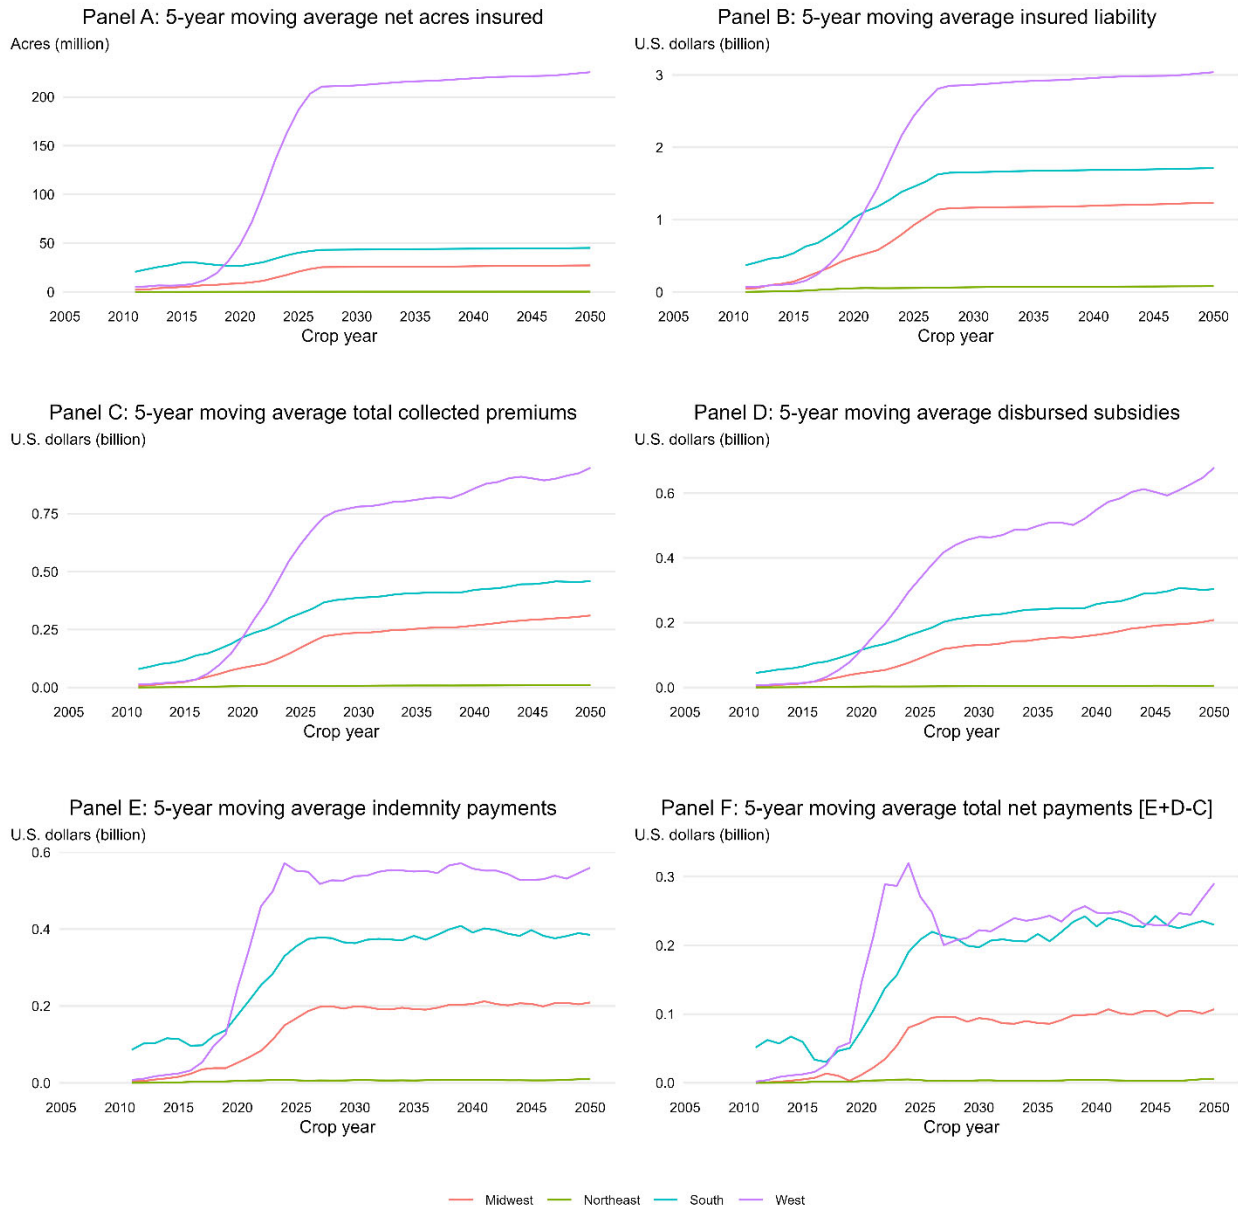 Panel A: 5-year moving average net acres insured
Acres (million)
200
150
100
50
0
2005 2010 2015 2020 2025 2030 2035 2040 2045 2050
Crop year
Panel B: 5-year moving average insured liability
U.S. dollars (billion)
3
2
1
0
2005 2010 2015 2020 2025 2030 2035 2040 2045 2050
Crop year
Panel C: 5-year moving average total collected premiums
U.S. dollars (billion)
0.75
0.50
0.25
0.00
2005 2010 2015 2020 2025 2030 2035 2040 2045 2050
Crop year
Panel D: 5-year moving average disbursed subsidies
U.S. dollars (billion)
0.6
0.4
0.2
0.0
2005 2010 2015 2020 2025 2030 2035 2040 2045 2050
Crop year
Panel E: 5-year moving average indemnity payments
U.S. dollars (billion)
0.6
0.4
0.2
0.0
2005 2010 2015 2020 2025 2030 2035 2040 2045 2050
Crop year
Panel F: 5-year moving average total net payments [E+D-C]
U.S. dollars (billion)
0.3
0.2
0.1
0.0
2005 2010 2015 2020 2025 2030 2035 2040 2045 2050
Crop year
Midwest Northeast South West